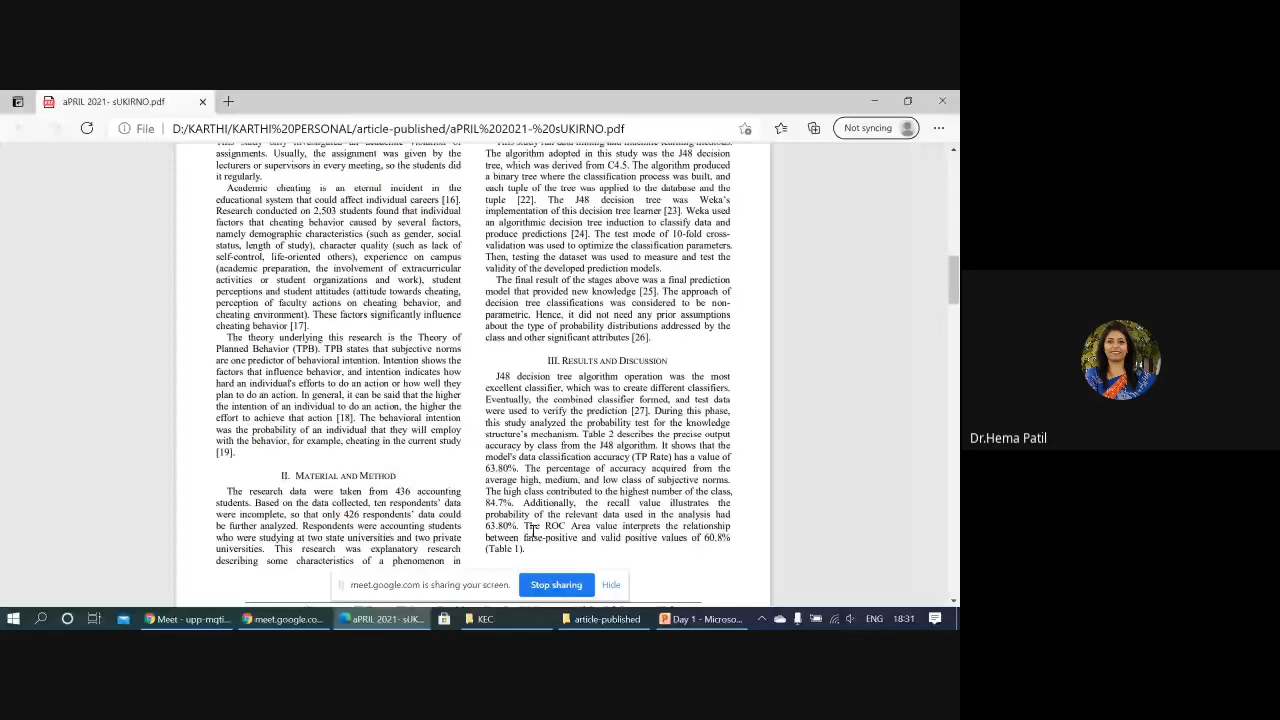 aPRIL 2021- sUKIRNO.pdf
File
D:/KARTHI/KARTHI%20PERSONAL/article-published/aPRIL%202021-%20sUKIRNO.pdf
Not syncing
This study only investigated an academic violation of
assignments. Usually, the assignment was given by the
lecturers or supervisors in every meeting, so the students did
it regularly.
Academic cheating is an eternal incident in the
educational system that could affect individual careers [16].
Research conducted on 2,503 students found that individual
factors that cheating behavior caused by several factors,
namely demographic characteristics (such as gender, social
status, length of study), character quality (such as lack of
self-control, life-oriented others), experience on campus
(academic preparation, the involvement of extracurricular
activities or student organizations and work), student
perceptions and student attitudes (attitude towards cheating,
perception of faculty actions on cheating behavior, and
cheating environment). These factors significantly influence
cheating behavior [17].
The theory underlying this research is the Theory of
Planned Behavior (TPB). TPB states that subjective norms
are one predictor of behavioral intention. Intention shows the
factors that influence behavior, and intention indicates how
hard an individual's efforts to do an action or how well they
plan to do an action. In general, it can be said that the higher
the intention of an individual to do an action, the higher the
effort to achieve that action [18]. The behavioral intention
was the probability of an individual that they will employ
with the behavior, for example, cheating in the current study
[19].
II. MATERIAL AND METHOD
The research data were taken from 436 accounting
students. Based on the data collected, ten respondents' data
were incomplete, so that only 426 respondents' data could
be further analyzed. Respondents were accounting students
who were studying at two state universities and two private
universities. This research was explanatory research
describing some characteristics of a phenomenon in
This study ran data mining and machine learning methods.
The algorithm adopted in this study was the J48 decision
tree, which was derived from C4.5. The algorithm produced
a binary tree where the classification process was built, and
each tuple of the tree was applied to the database and the
tuple [22]. The J48 decision tree was Weka's
implementation of this decision tree learner [23]. Weka used
an algorithmic decision tree induction to classify data and
produce predictions [24]. The test mode of 10-fold cross-
validation was used to optimize the classification parameters.
Then, testing the dataset was used to measure and test the
validity of the developed prediction models.
The final result of the stages above was a final prediction
model that provided new knowledge [25]. The approach of
decision tree classifications was considered to be non-
parametric. Hence, it did not need any prior assumptions
about the type of probability distributions addressed by the
class and other significant attributes [26].
III. RESULTS AND DISCUSSION
J48 decision tree algorithm operation was the most
excellent classifier, which was to create different classifiers.
Eventually, the combined classifier formed, and test data
were used to verify the prediction [27]. During this phase,
this study analyzed the probability test for the knowledge
structure's mechanism. Table 2 describes the precise output
accuracy by class from the J48 algorithm. It shows that the
model's data classification accuracy (TP Rate) has a value of
63.80%. The percentage of accuracy acquired from the
average high, medium, and low class of subjective norms.
The high class contributed to the highest number of the class,
84.7%. Additionally, the recall value illustrates the
probability of the relevant data used in the analysis had
63.80%. The ROC Area value interprets the relationship
between false-positive and valid positive values of 60.8%
(Table 1).
meet.google.com is sharing your screen.
Stop sharing
Hide
Meet - upp-mqti...
meet.google.co...
aPRIL 2021- sUK...
KEC
article-published
Day 1 - Microso...
ENG
18:31
Dr.Hema Patil